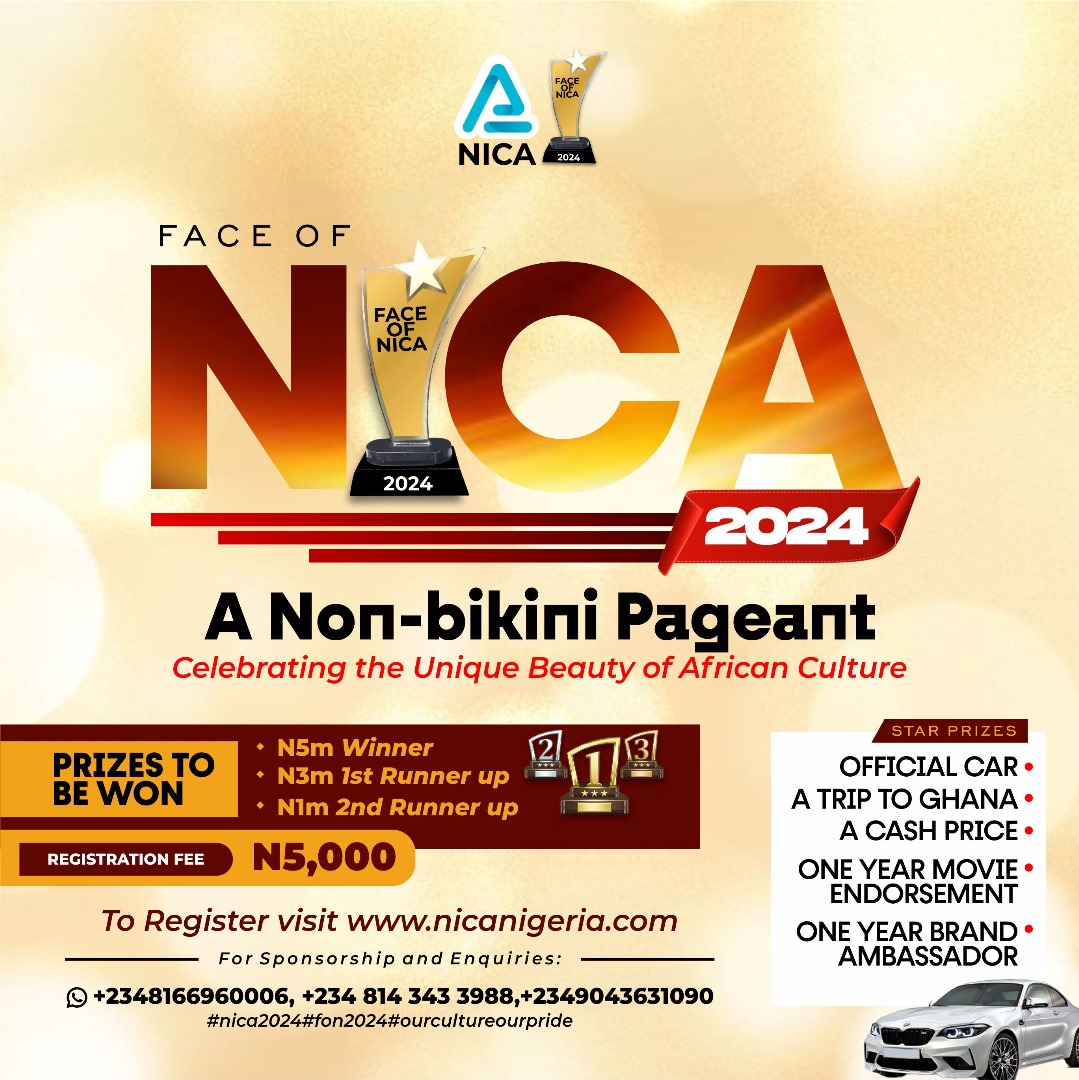 FACE
OF
NICA
NICA
2024
FACE OF
NICA
FACE
OF
NICA
2024
2024
A Non-bikini Pageant
Celebrating the Unique Beauty of African Culture
PRIZES TO
BE WON
• N5m Winner
• N3m 1st Runner up
• N1m 2nd Runner up
2
1
3
REGISTRATION FEE
N5,000
To Register visit www.nicanigeria.com
For Sponsorship and Enquiries:
+2348166960006, +234 814 343 3988,+2349043631090
#nica2024#fon2024#ourcultureourpride
STAR PRIZES
OFFICIAL CAR •
A TRIP TO GHANA •
A CASH PRICE •
ONE YEAR MOVIE •
ENDORSEMENT
ONE YEAR BRAND •
AMBASSADOR